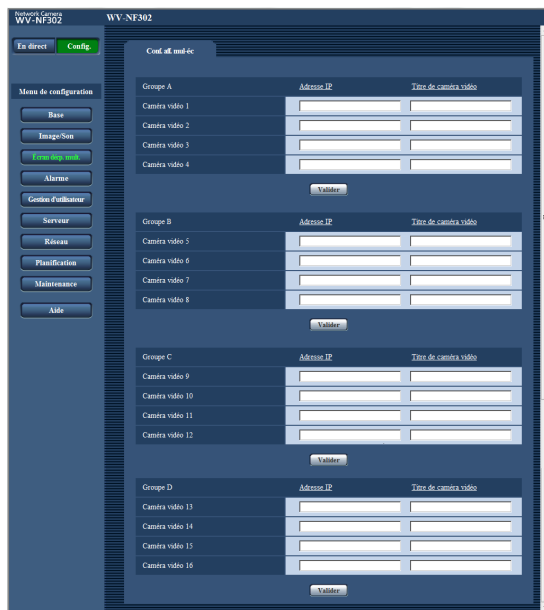 Network Camera
WV-NF302
WV-NF302
En direct
Config.
Conf. aff. mul-éc
Menu de configuration
Base
Image/Son
Écran désp. mult.
Alarme
Gestion d'utilisateur
Serveur
Réseau
Planification
Maintenance
Aide
Groupe A Adresse IP Titre de caméra vidéo
Caméra vidéo 1
Caméra vidéo 2
Caméra vidéo 3
Caméra vidéo 4
Valider
Groupe B Adresse IP Titre de caméra vidéo
Caméra vidéo 5
Caméra vidéo 6
Caméra vidéo 7
Caméra vidéo 8
Valider
Groupe C Adresse IP Titre de caméra vidéo
Caméra vidéo 9
Caméra vidéo 10
Caméra vidéo 11
Caméra vidéo 12
Valider
Groupe D Adresse IP Titre de caméra vidéo
Caméra vidéo 13
Caméra vidéo 14
Caméra vidéo 15
Caméra vidéo 16
Valider